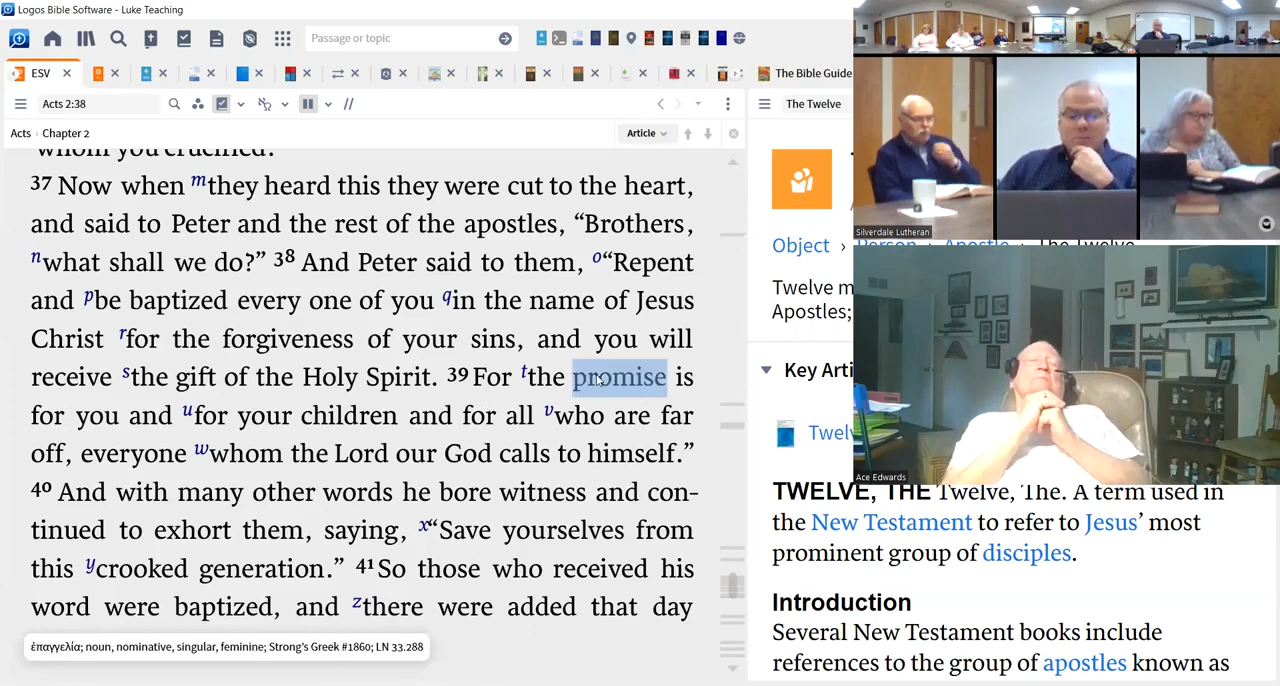 Logos Bible Software - Luke Teaching
Passage or topic
ESV
The Bible Guide
Acts 2:38
The Twelve
Acts › Chapter 2
Article
whom you crucified.”
37 Now when m they heard this they were cut to the heart,
and said to Peter and the rest of the apostles, “Brothers,
n what shall we do?” 38 And Peter said to them, o “Repent
and p be baptized every one of you q in the name of Jesus
Christ r for the forgiveness of your sins, and you will
receive s the gift of the Holy Spirit. 39 For t the promise is
for you and u for your children and for all v who are far
off, everyone w whom the Lord our God calls to himself.”
40 And with many other words he bore witness and con-
tinued to exhort them, saying, x “Save yourselves from
this y crooked generation.” 41 So those who received his
word were baptized, and z there were added that day
ἐπαγγελία; noun, nominative, singular, feminine; Strong’s Greek #1860; LN 33.288
Object › Person › Apostle › The Twelve
Twelve m
Apostles;
Key Arti
Twelv
TWELVE, THE Twelve, The. A term used in
the New Testament to refer to Jesus’ most
prominent group of disciples.
Introduction
Several New Testament books include
references to the group of apostles known as
Silverdale Lutheran
Ace Edwards